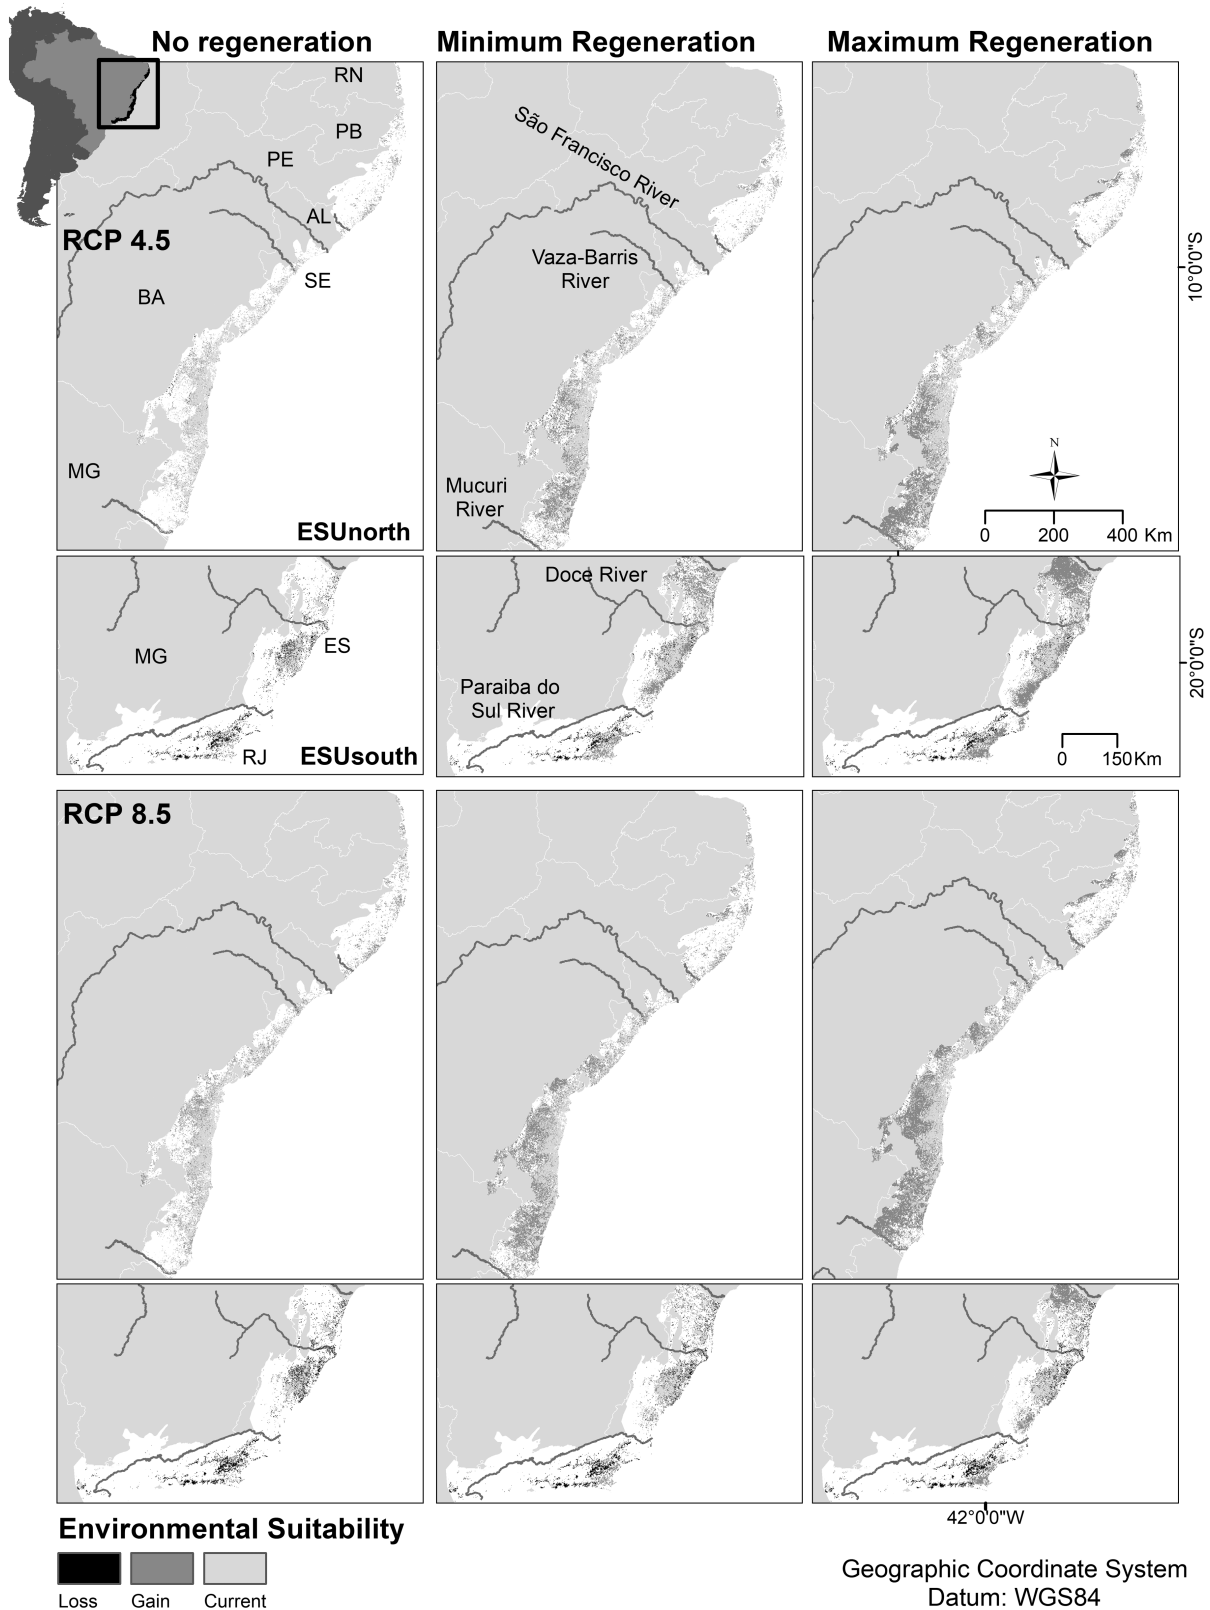 No regeneration
Minimum Regeneration
Maximum Regeneration
RN
PB
PE
AL
RCP 4.5
SE
BA
MG
ESUnorth
São Francisco River
Vaza-Barris
River
Mucuri
River
N
0 200 400 Km
10°0'0"S
MG
ES
RJ
ESUsouth
Doce River
Paraiba do
Sul River
0 150Km
20°0'0"S
RCP 8.5
42°0'0"W
Environmental Suitability
Loss Gain Current
Geographic Coordinate System
Datum: WGS84